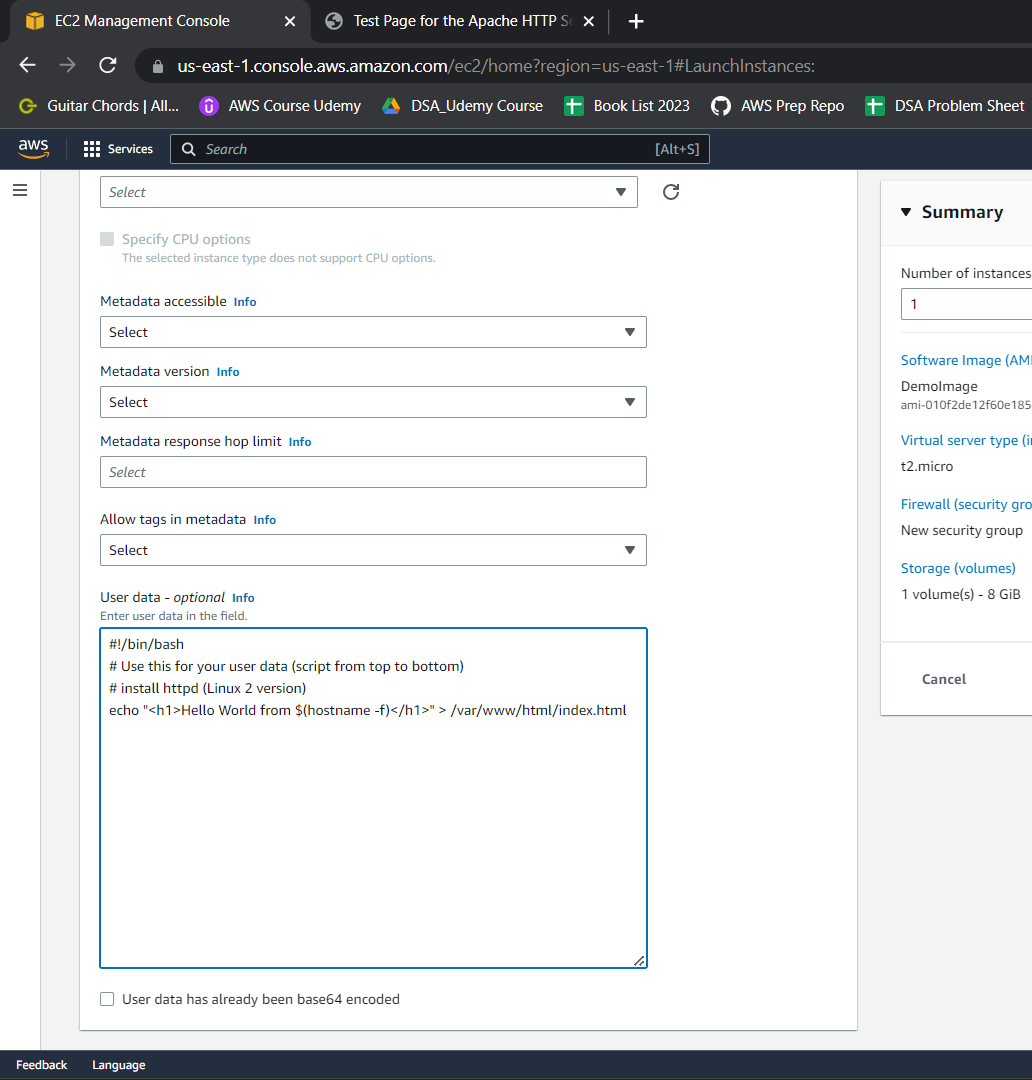 EC2 Management Console
Test Page for the Apache HTTP Se
us-east-1.console.aws.amazon.com/ec2/home?region=us-east-1#LaunchInstances:
Guitar Chords | All...
AWS Course Udemy
DSA_Udemy Course
Book List 2023
AWS Prep Repo
DSA Problem Sheet
aws
Services
Search
[Alt+S]
Select
Specify CPU options
The selected instance type does not support CPU options.
Metadata accessible Info
Select
Metadata version Info
Select
Metadata response hop limit Info
Select
Allow tags in metadata Info
Select
User data - optional Info
Enter user data in the field.
#!/bin/bash
# Use this for your user data (script from top to bottom)
# install httpd (Linux 2 version)
echo "<h1>Hello World from $(hostname -f)</h1>" > /var/www/html/index.html
User data has already been base64 encoded
Summary
Number of instances
1
Software Image (AMI
DemoImage
ami-010f2de12f60e185
Virtual server type (i
t2.micro
Firewall (security gro
New security group
Storage (volumes)
1 volume(s) - 8 GiB
Cancel
Feedback
Language